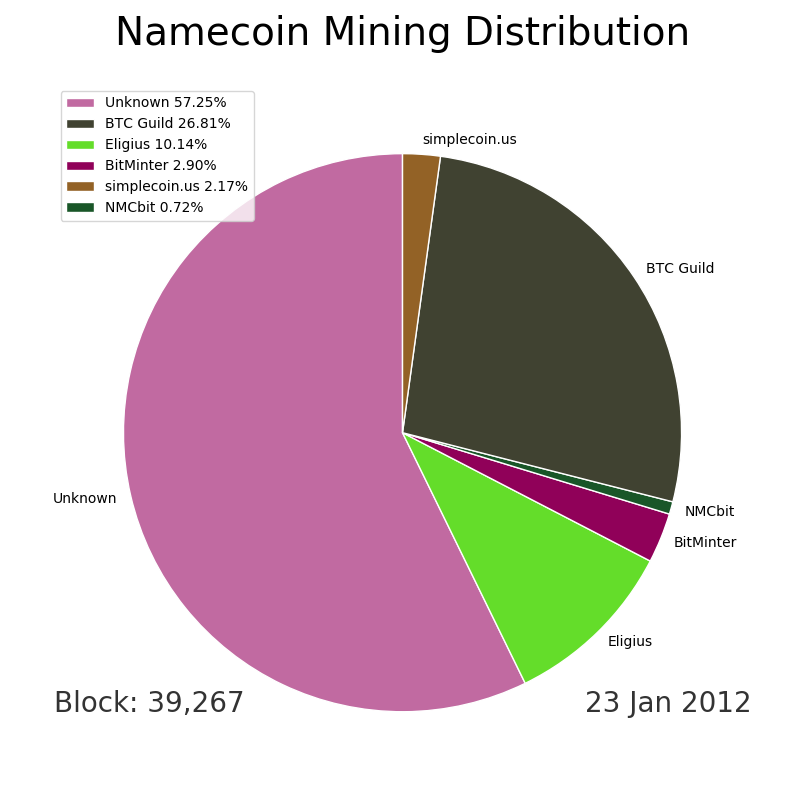 Namecoin Mining Distribution
Unknown 57.25%
BTC Guild 26.81%
Eligius 10.14%
BitMinter 2.90%
simplecoin.us 2.17%
NMCbit 0.72%
simplecoin.us
BTC Guild
Unknown
NMCbit
BitMinter
Eligius
Block: 39,267
23 Jan 2012